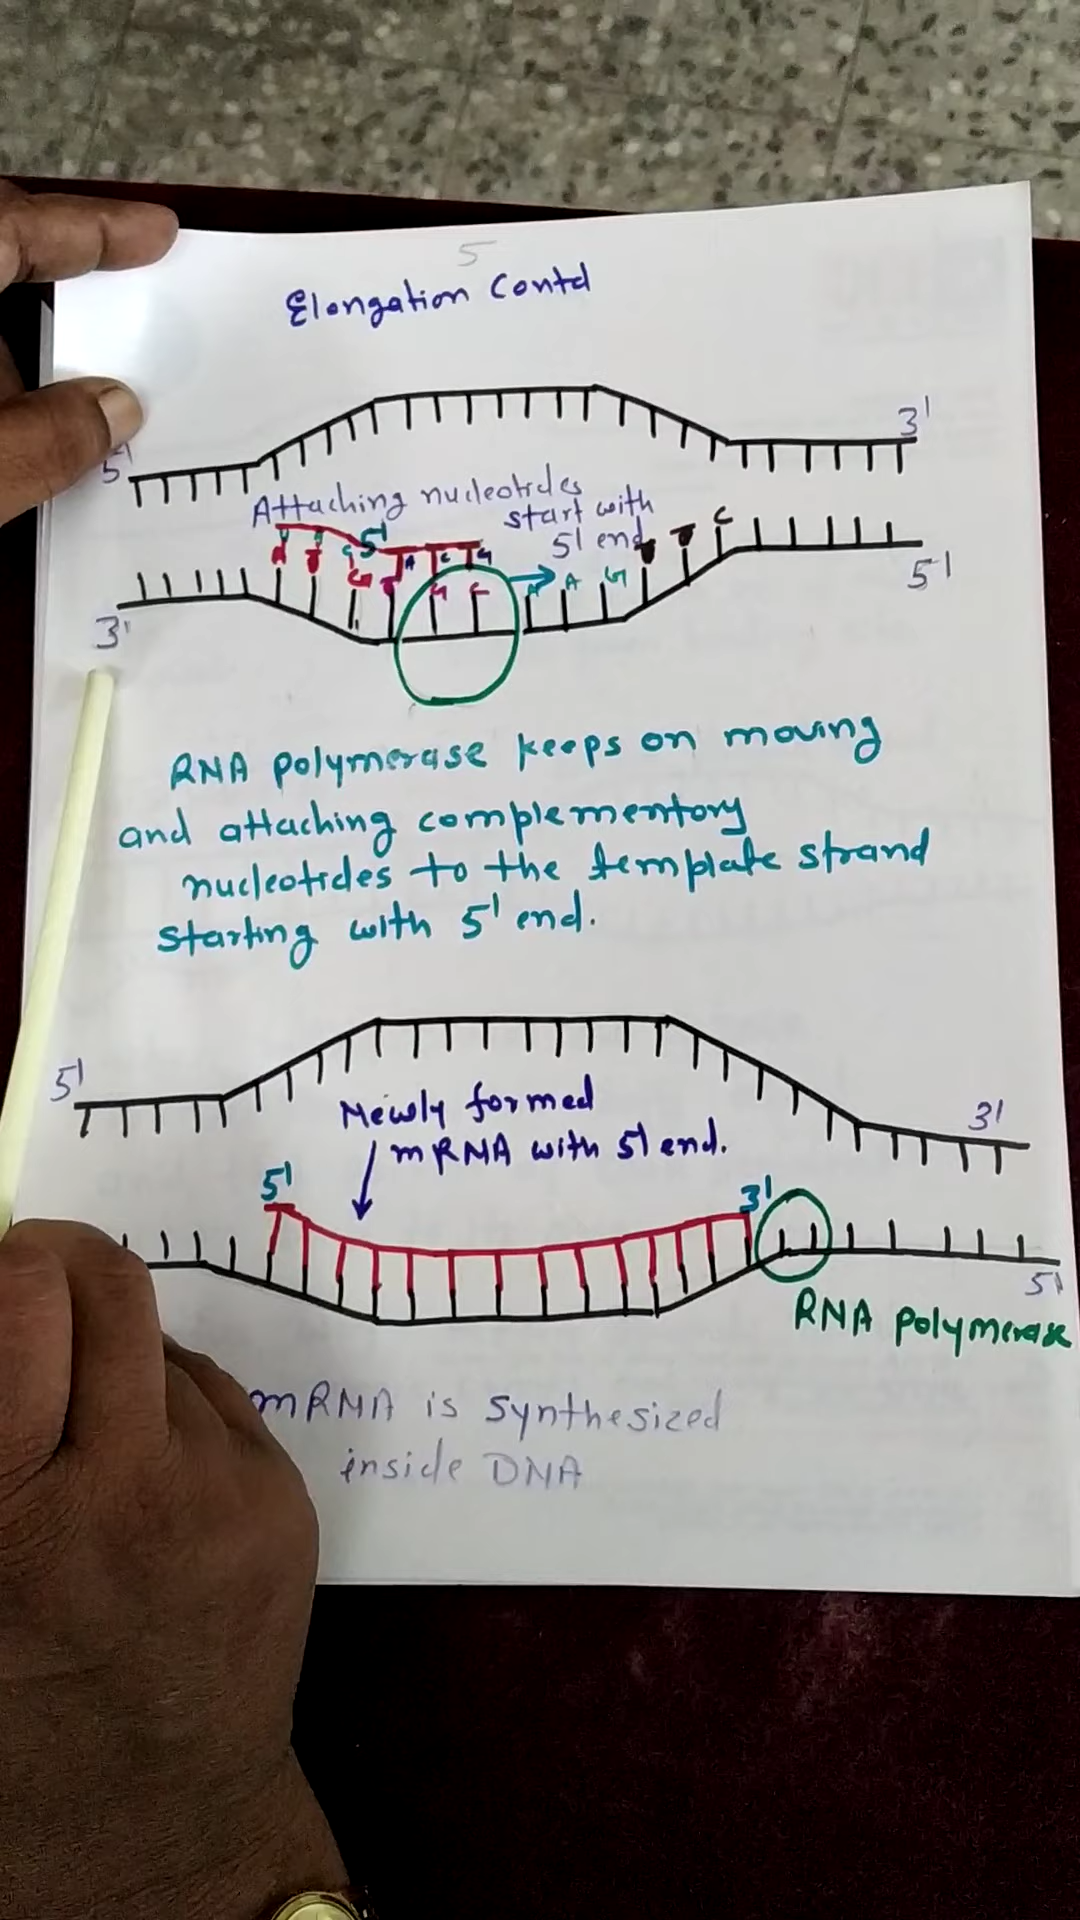 5
Elongation Contd
5' 3'
Attaching nucleotides
start with
5' end
5'
A C G
G C A A G C
3' 5'
RNA polymerase keeps on moving
and attaching complementory
nucleotides to the template strand
starting with 5' end.
5' 3'
Newly formed
mRNA with 5' end.
5' 3'
5'
RNA polymerase
mRNA is synthesized
inside DNA